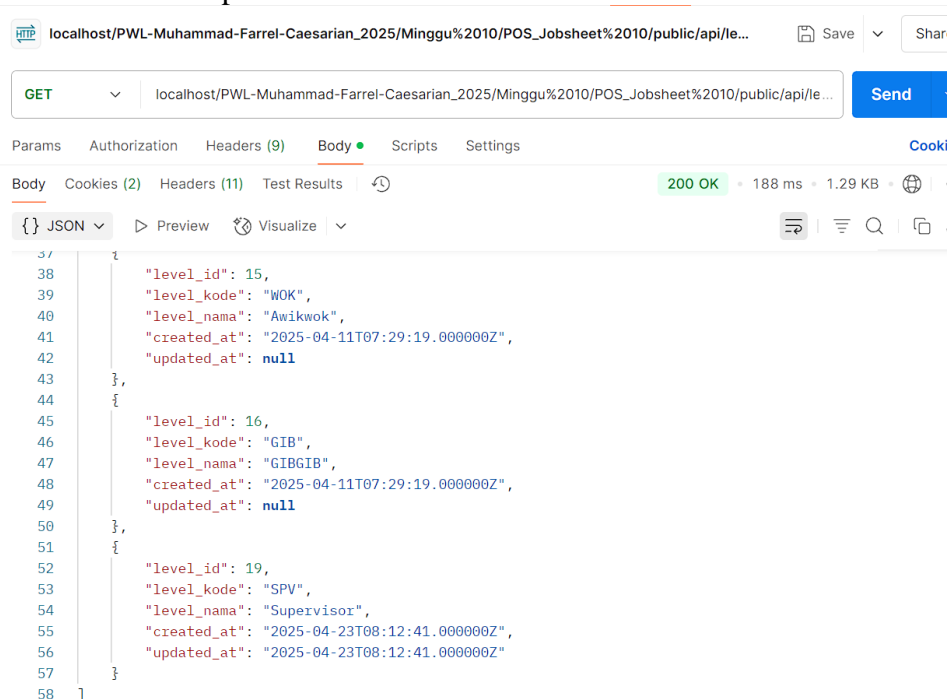 HTTP localhost/PWL-Muhammad-Farrel-Caesarian_2025/Minggu%2010/POS_Jobsheet%2010/public/api/le... Save Shar
GET localhost/PWL-Muhammad-Farrel-Caesarian_2025/Minggu%2010/POS_Jobsheet%2010/public/api/le... Send
Params Authorization Headers (9) Body Scripts Settings Cooki
Body Cookies (2) Headers (11) Test Results 200 OK • 188 ms • 1.29 KB
{} JSON Preview Visualize
37 {
38 "level_id": 15,
39 "level_kode": "WOK",
40 "level_nama": "Awikwok",
41 "created_at": "2025-04-11T07:29:19.000000Z",
42 "updated_at": null
43 },
44 {
45 "level_id": 16,
46 "level_kode": "GIB",
47 "level_nama": "GIBGIB",
48 "created_at": "2025-04-11T07:29:19.000000Z",
49 "updated_at": null
50 },
51 {
52 "level_id": 19,
53 "level_kode": "SPV",
54 "level_nama": "Supervisor",
55 "created_at": "2025-04-23T08:12:41.000000Z",
56 "updated_at": "2025-04-23T08:12:41.000000Z"
57 }
58 ]